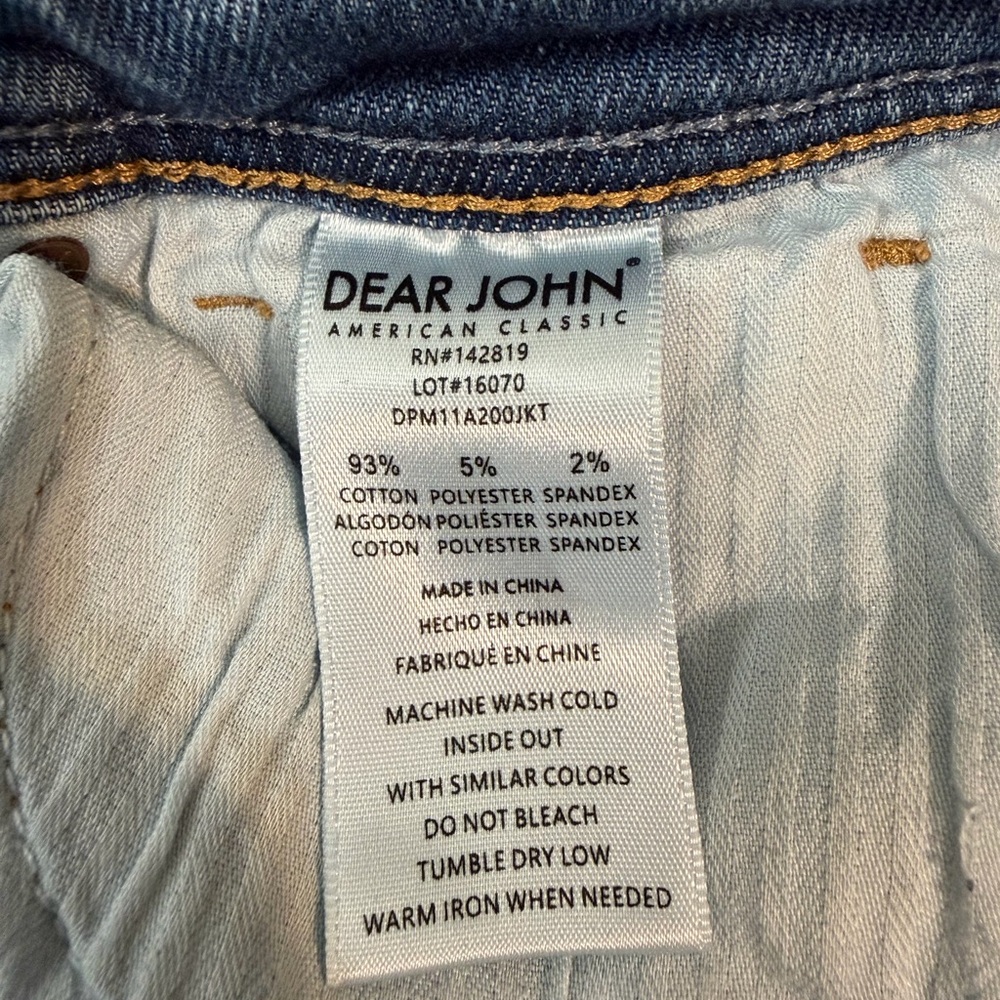 DEAR JOHN®
AMERICAN CLASSIC
RN#142819
LOT#16070
DPM11A200JKT
93% 5% 2%
COTTON POLYESTER SPANDEX
ALGODÓN POLIÉSTER SPANDEX
COTON POLYESTER SPANDEX
MADE IN CHINA
HECHO EN CHINA
FABRIQUÉ EN CHINE
MACHINE WASH COLD
INSIDE OUT
WITH SIMILAR COLORS
DO NOT BLEACH
TUMBLE DRY LOW
WARM IRON WHEN NEEDED